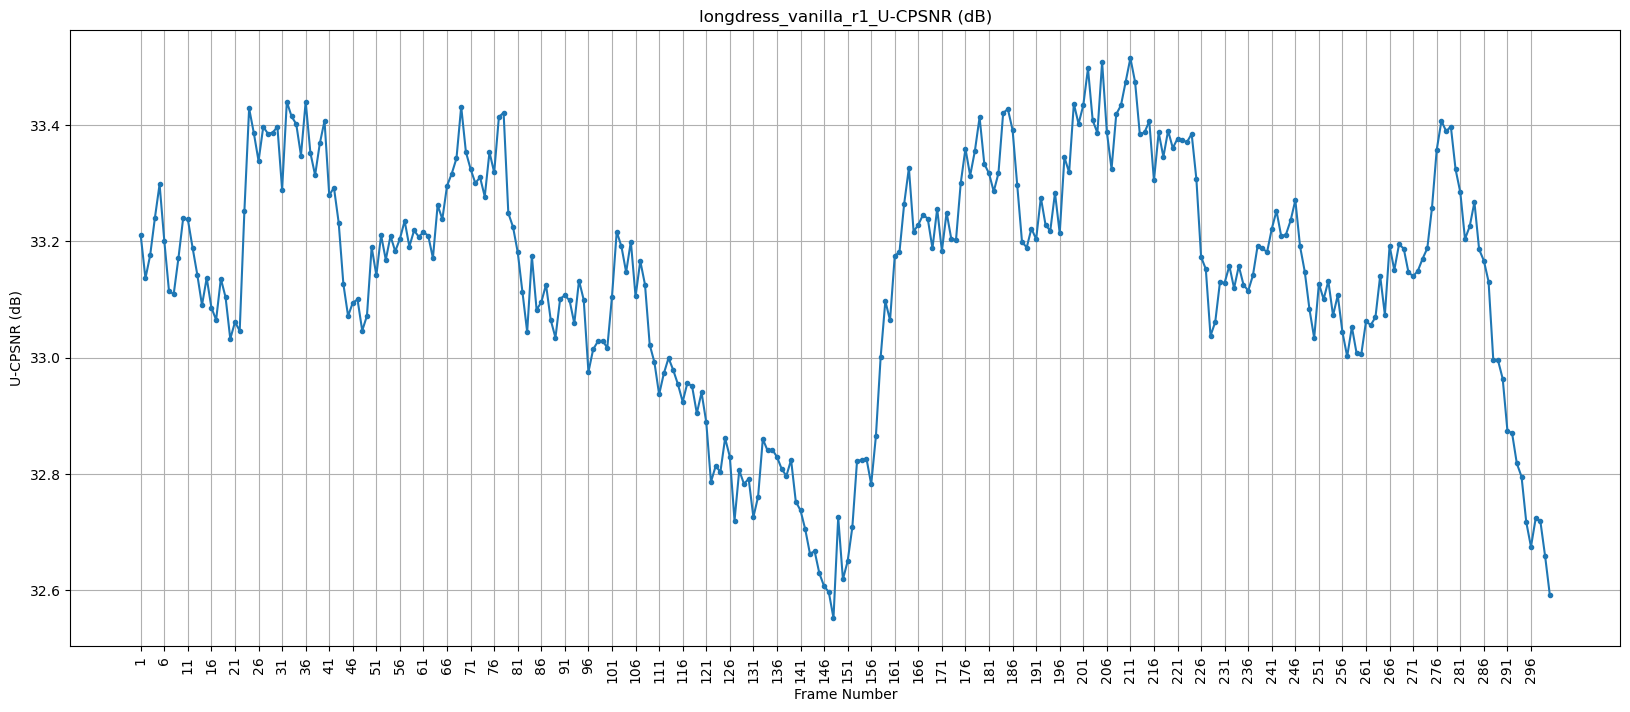 longdress_vanilla_r1_U-CPSNR (dB)
U-CPSNR (dB)
33.4
33.2
33.0
32.8
32.6
1 6 11 16 21 26 31 36 41 46 51 56 61 66 71 76 81 86 91 96 101 106 111 116 121 126 131 136 141 146 151 156 161 166 171 176 181 186 191 196 201 206 211 216 221 226 231 236 241 246 251 256 261 266 271 276 281 286 291 296
Frame Number